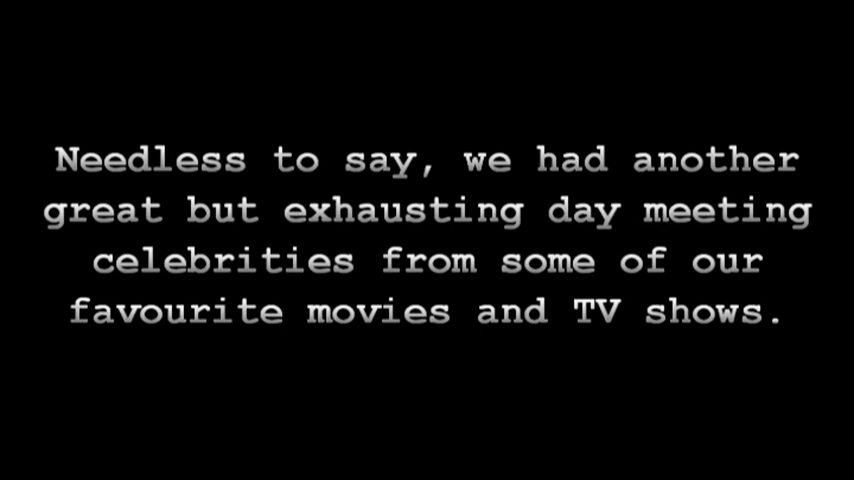 Needless to say, we had another
great but exhausting day meeting
celebrities from some of our
favourite movies and TV shows.